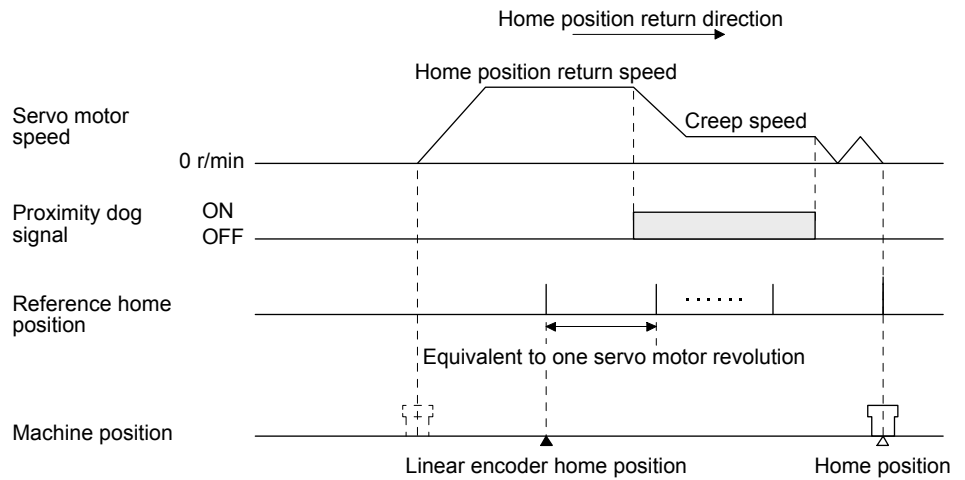 Home position return direction
Home position return speed
Servo motor
speed
Creep speed
0 r/min
Proximity dog
signal
ON
OFF
Reference home
position
Equivalent to one servo motor revolution
Machine position
Linear encoder home position
Home position